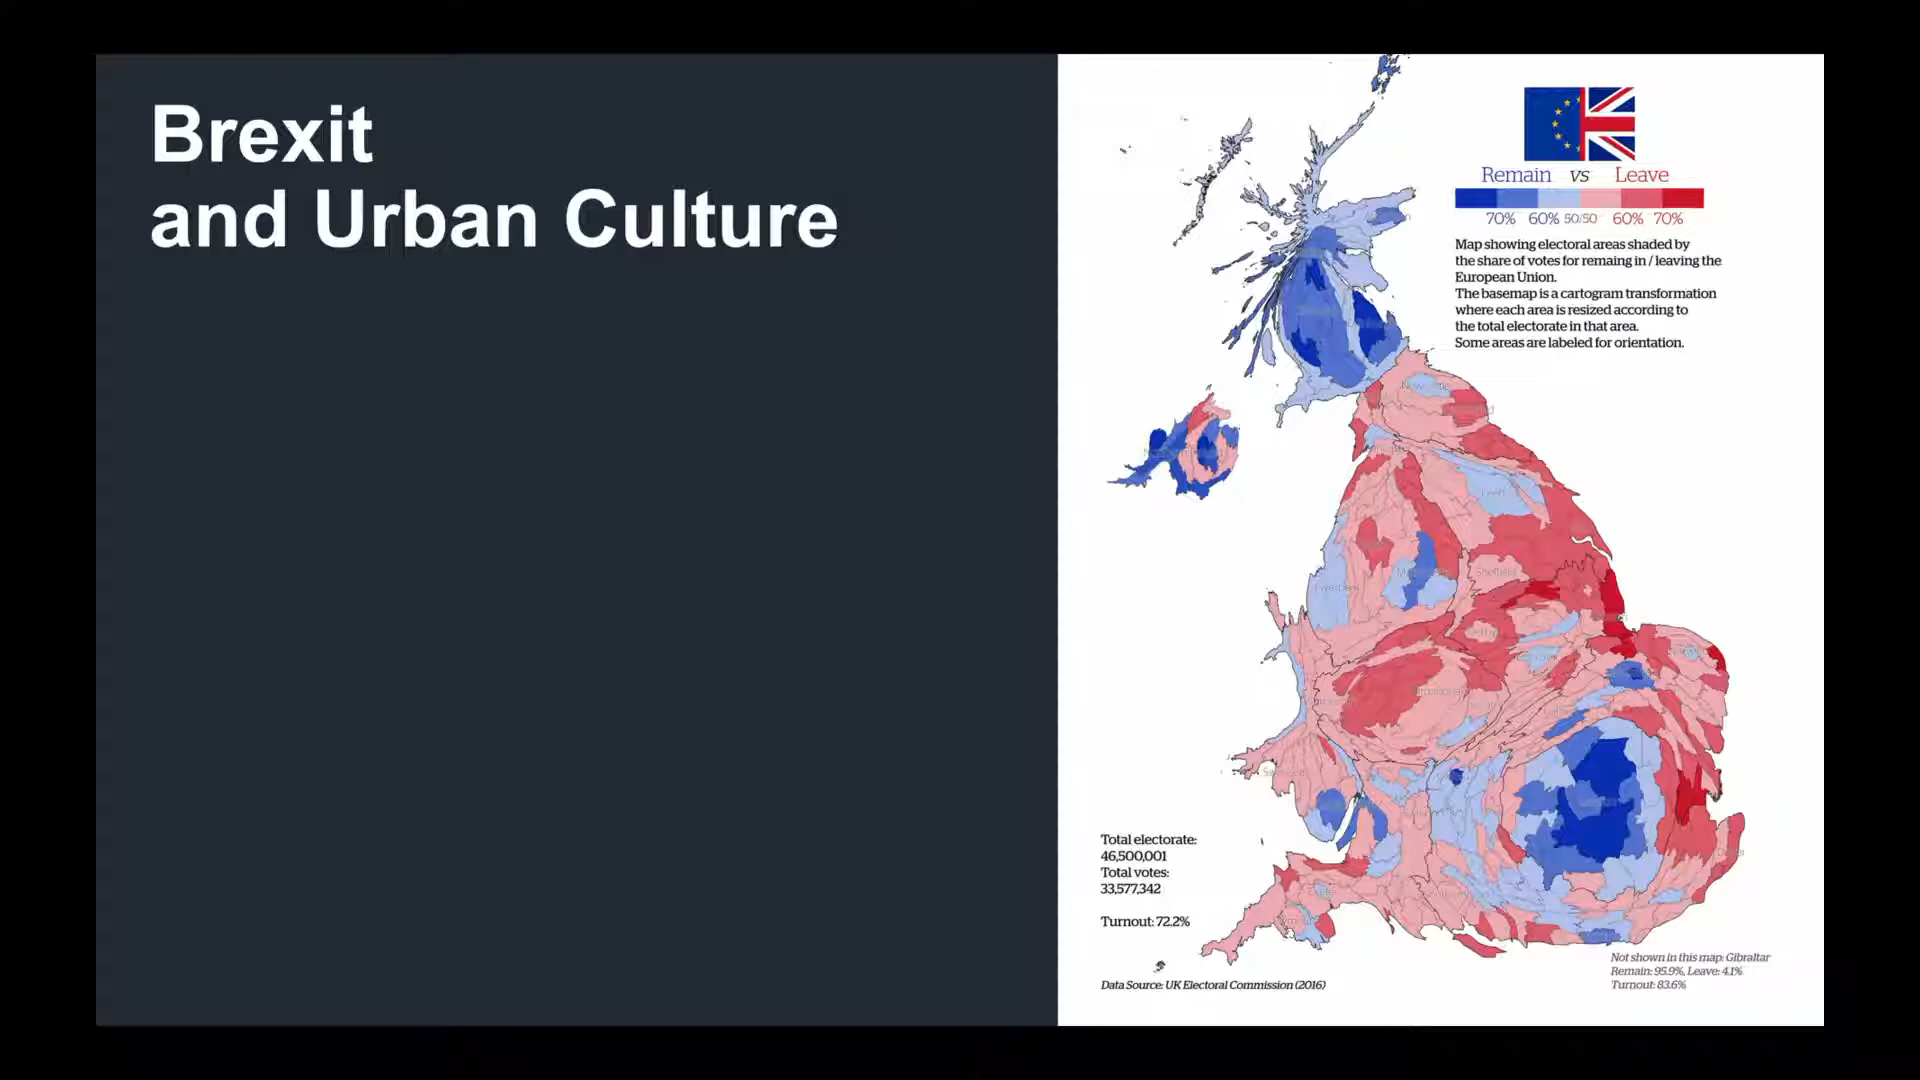 Brexit
and Urban Culture
Remain vs Leave
70% 60% 50/50 60% 70%
Map showing electoral areas shaded by
the share of votes for remaing in / leaving the
European Union.
The basemap is a cartogram transformation
where each area is resized according to
the total electorate in that area.
Some areas are labeled for orientation.
Sheffield
Total electorate:
46,500,001
Total votes:
33,577,342
Turnout: 72.2%
Data Source: UK Electoral Commission (2016)
Not shown in this map: Gibraltar
Remain: 95.9%, Leave: 4.1%
Turnout: 83.6%